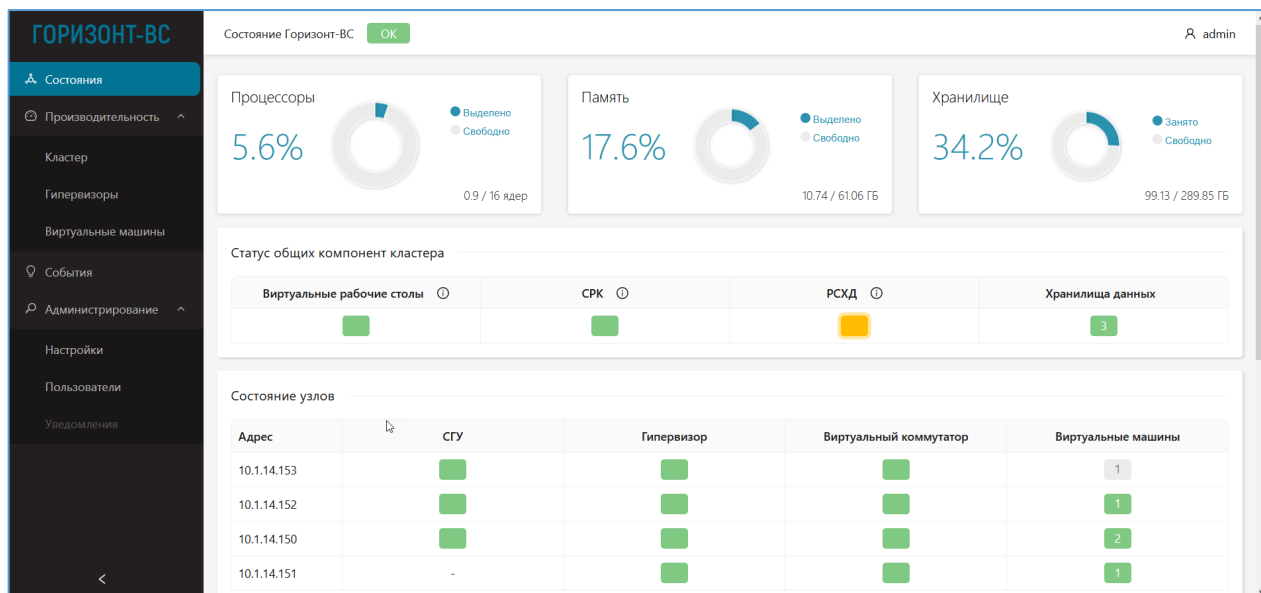 ГОРИЗОНТ-ВС
Состояние Горизонт-ВС OK
admin
Состояния
Производительность
Кластер
Гипервизоры
Виртуальные машины
События
Администрирование
Настройки
Пользователи
Уведомления
Процессоры
5.6%
Выделено
Свободно
0.9 / 16 ядер
Память
17.6%
Выделено
Свободно
10.74 / 61.06 ГБ
Хранилище
34.2%
Занято
Свободно
99.13 / 289.85 ГБ
Статус общих компонент кластера
Виртуальные рабочие столы СРК РСХД Хранилища данных
3
Состояние узлов
Адрес СГУ Гипервизор Виртуальный коммутатор Виртуальные машины
10.1.14.153 1
10.1.14.152 1
10.1.14.150 2
10.1.14.151 - 1